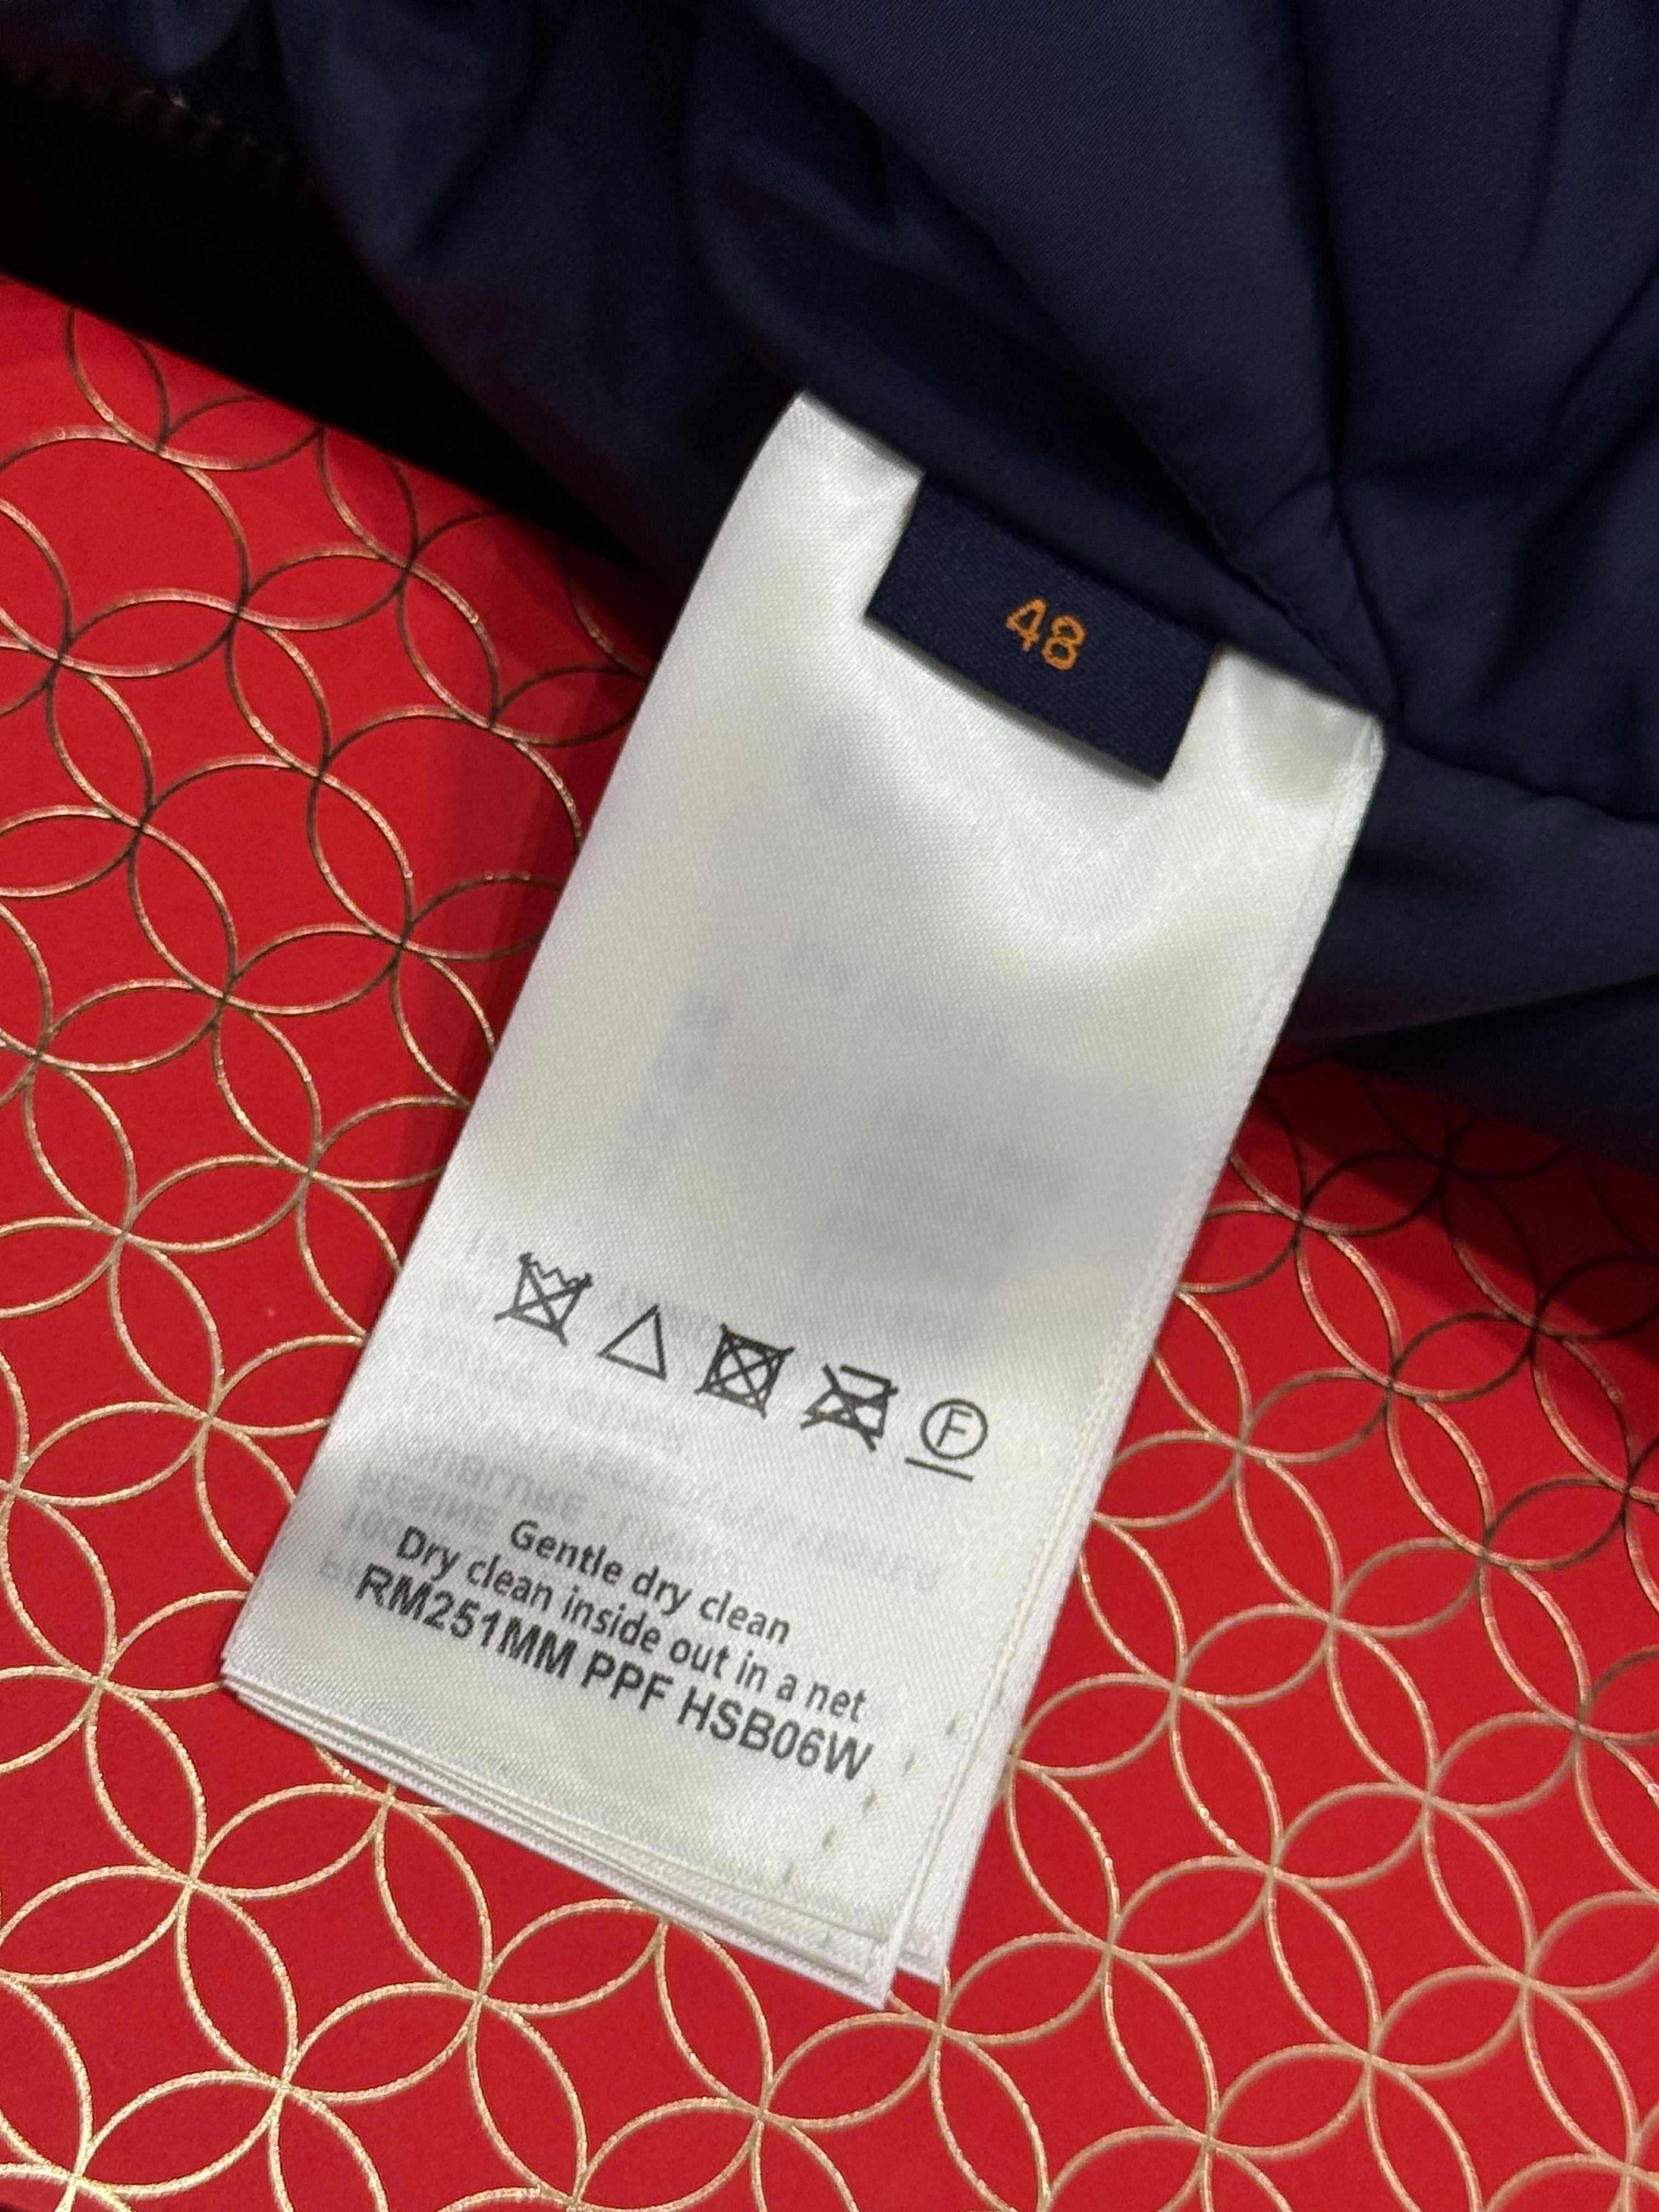 48
F
Gentle dry clean
Dry clean inside out in a net
RM251MM PPF HSB06W